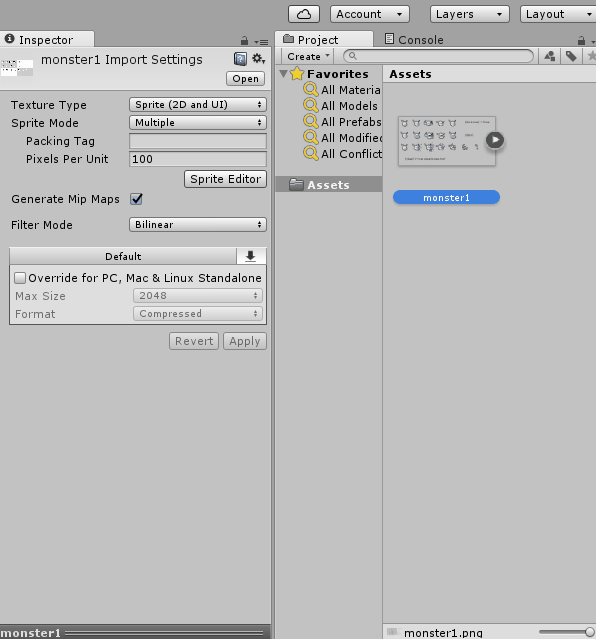 Account
Layers
Layout
Inspector
monster1 Import Settings
Open
Texture Type
Sprite (2D and UI)
Sprite Mode
Multiple
Packing Tag
Pixels Per Unit
100
Sprite Editor
Generate Mip Maps
Filter Mode
Bilinear
Default
Override for PC, Mac & Linux Standalone
Max Size
2048
Format
Compressed
Revert
Apply
monster1
Project
Console
Create
Favorites
All Materia
All Models
All Prefabs
All Modified
All Conflict
Assets
Assets
monster1
monster1.png